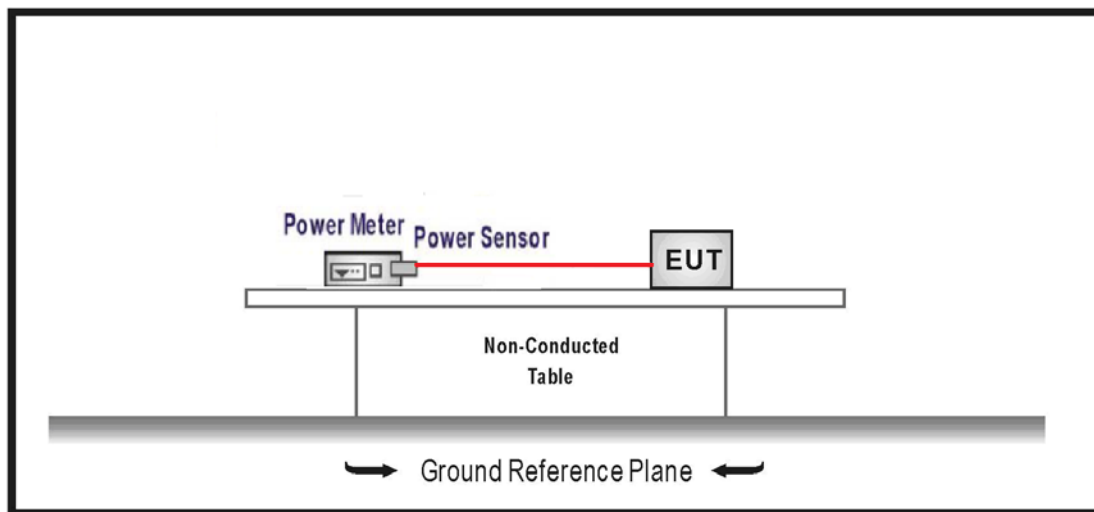 Power Meter
Power Sensor
EUT
Non-Conducted
Table
Ground Reference Plane